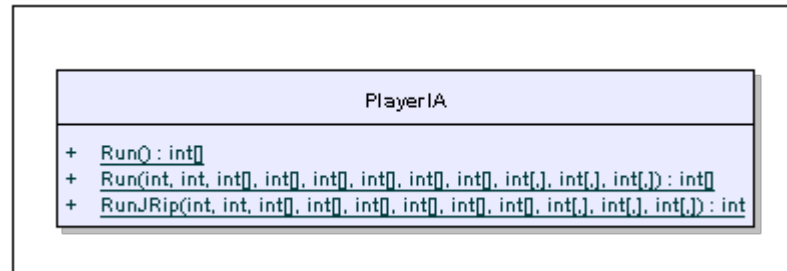 PlayerIA
+ Run() : int[]
+ Run(int, int, int[], int[], int[], int[], int[], int[], int[,], int[,], int[,]) : int[]
+ RunJRip(int, int, int[], int[], int[], int[], int[], int[], int[,], int[,], int[,]) : int